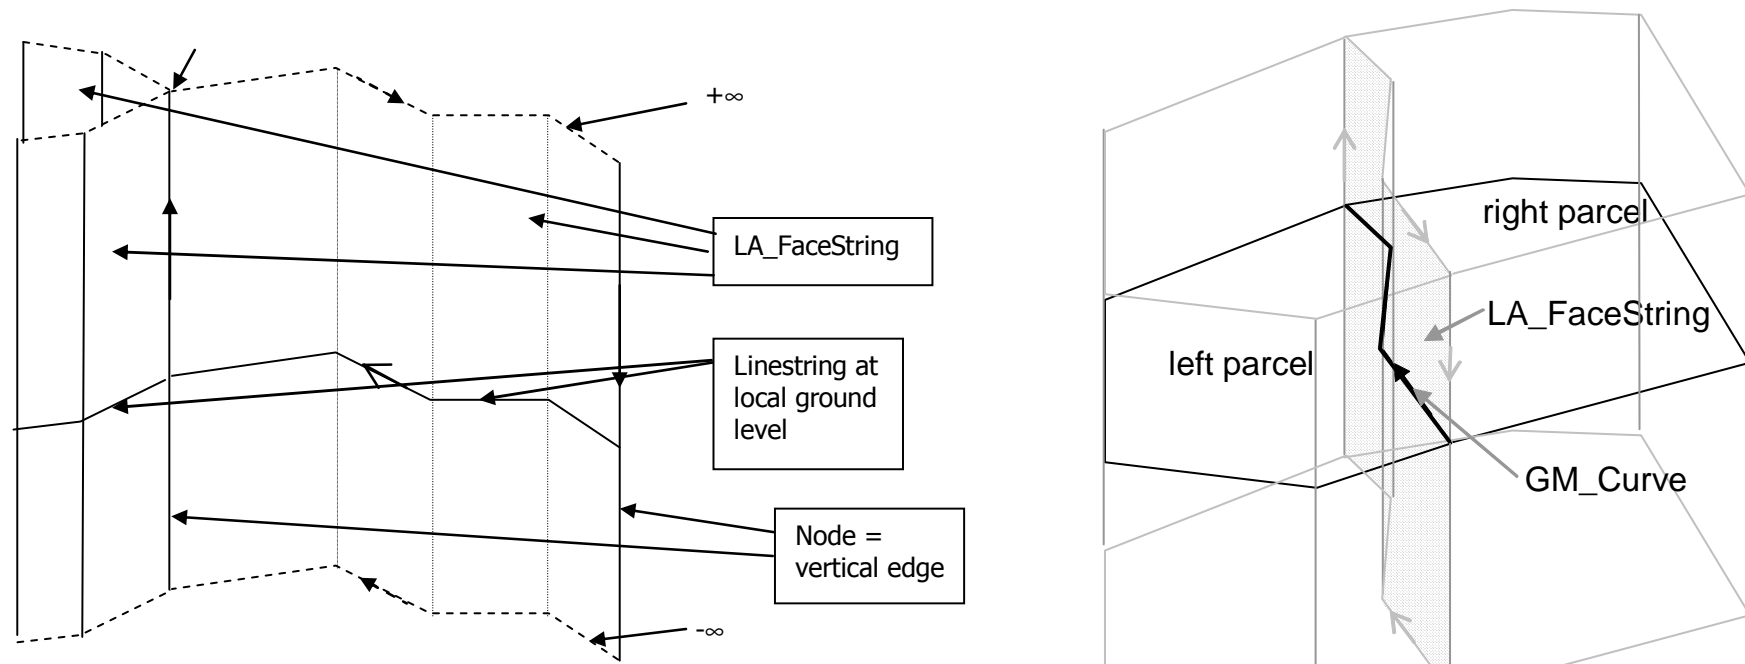 +∞
LA_FaceString
Linestring at
local ground
level
Node =
vertical edge
-∞
right parcel
LA_FaceString
left parcel
GM_Curve